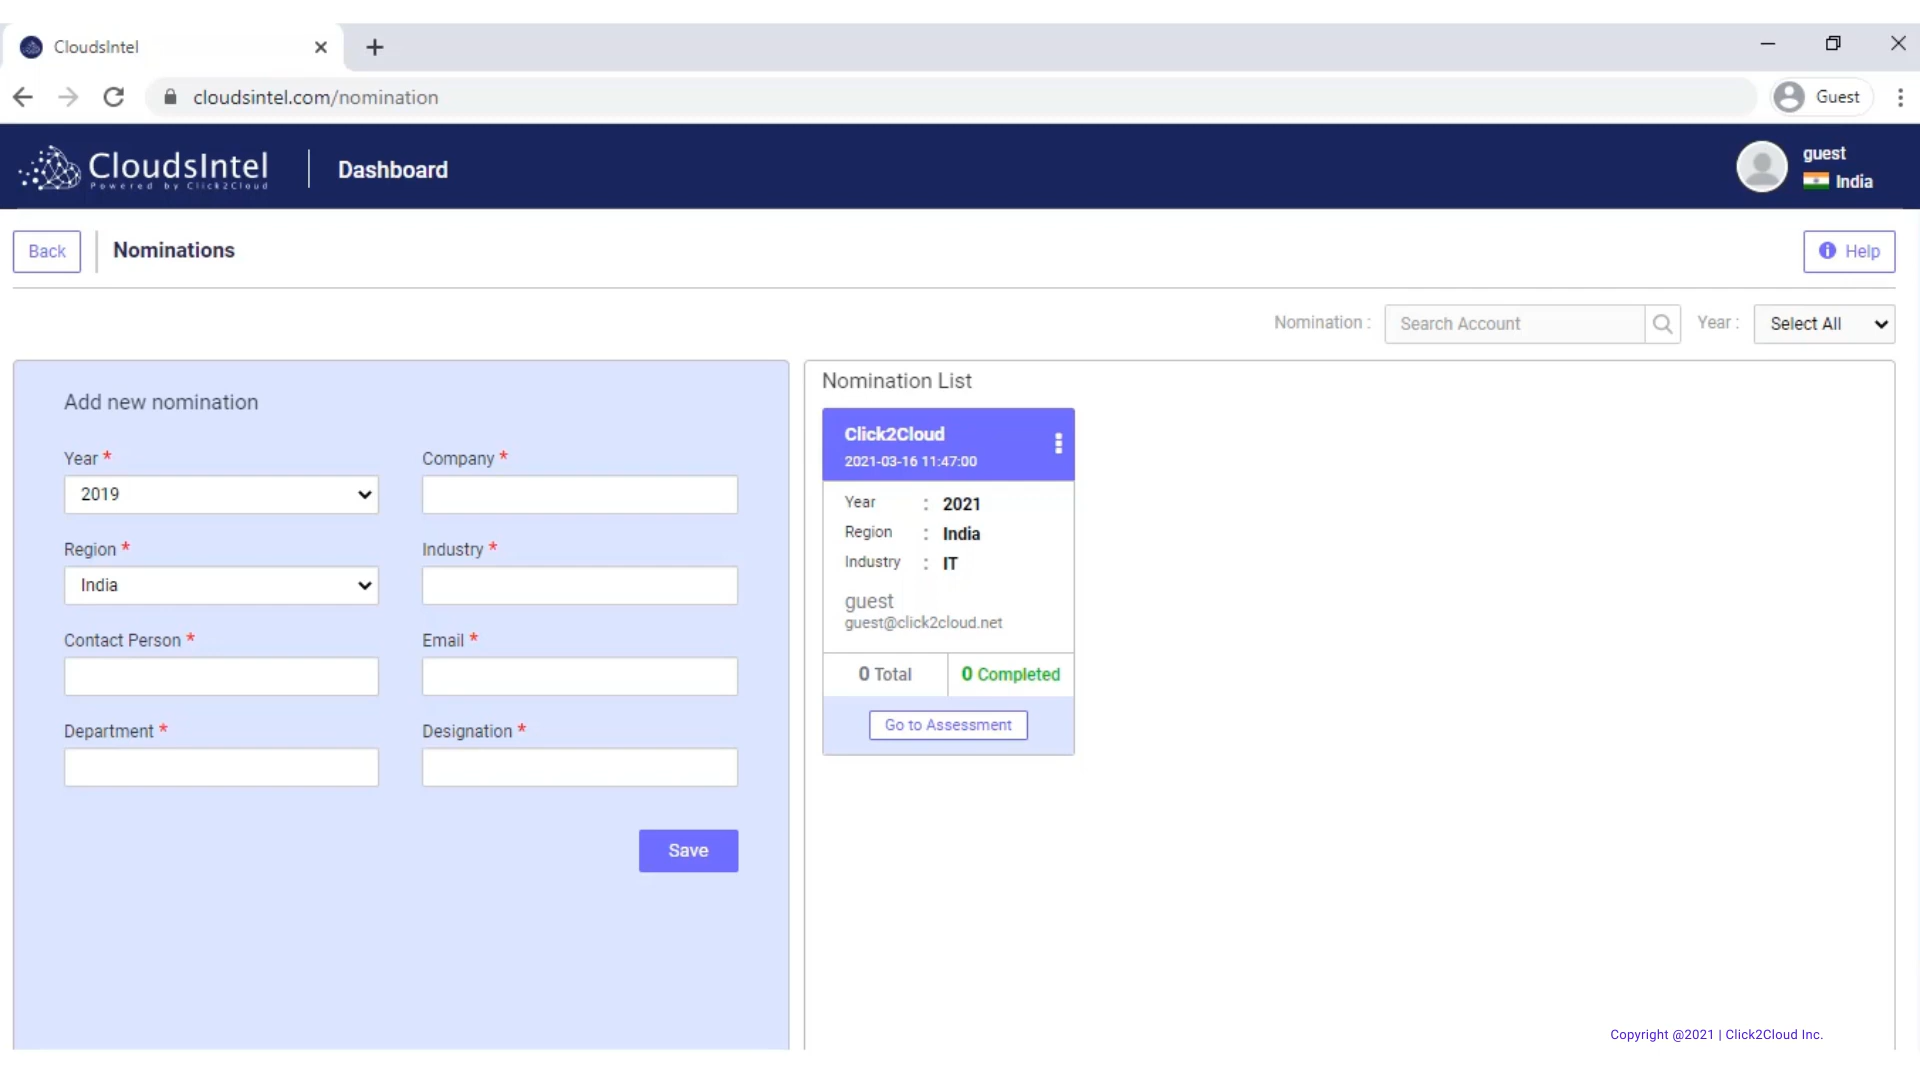 CloudsIntel
cloudsintel.com/nomination
Guest
CloudsIntel
Powered by Click2Cloud
Dashboard
guest
India
Back
Nominations
Help
Nomination :
Search Account
Year :
Select All
Add new nomination
Year *
Company *
2019
Region *
Industry *
India
Contact Person *
Email *
Department *
Designation *
Save
Nomination List
Click2Cloud
2021-03-16 11:47:00
Year : 2021
Region : India
Industry : IT
guest
guest@click2cloud.net
0 Total
0 Completed
Go to Assessment
Copyright @2021 | Click2Cloud Inc.